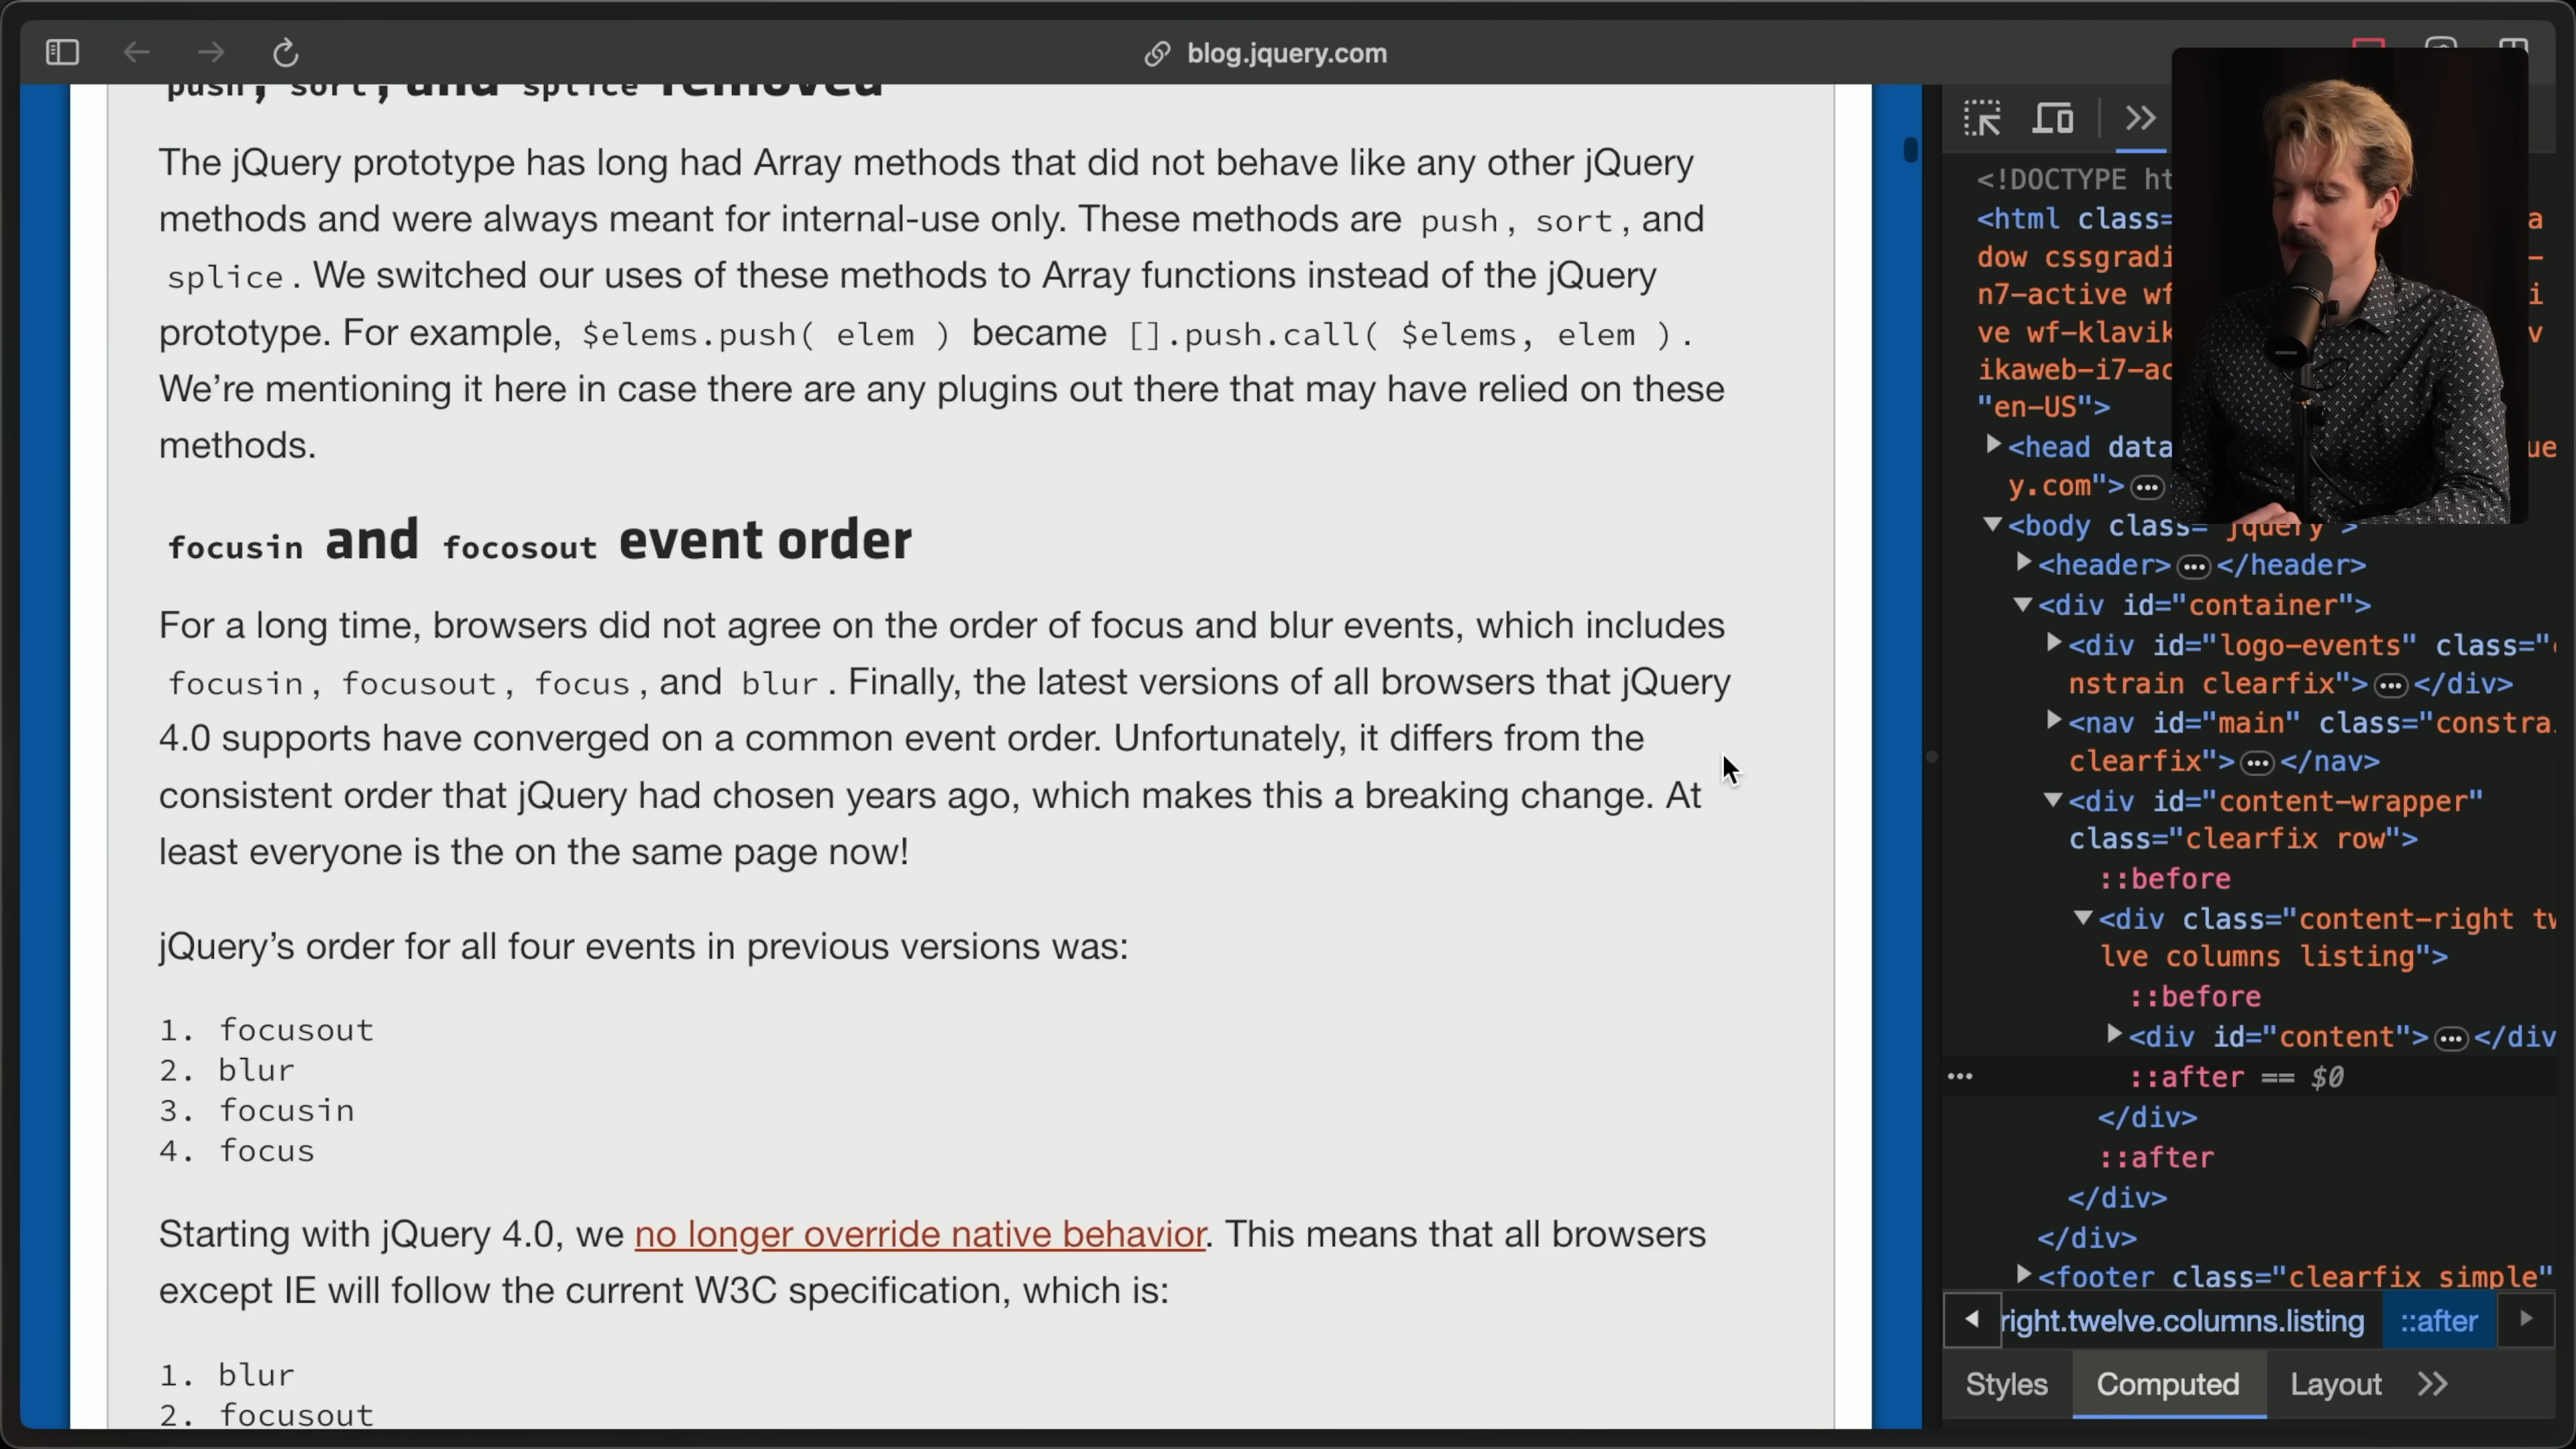 blog.jquery.com
push, sort, and splice removed
The jQuery prototype has long had Array methods that did not behave like any other jQuery
methods and were always meant for internal-use only. These methods are push, sort, and
splice. We switched our uses of these methods to Array functions instead of the jQuery
prototype. For example, $elems.push( elem ) became [].push.call( $elems, elem ).
We’re mentioning it here in case there are any plugins out there that may have relied on these
methods.
focusin and focosout event order
For a long time, browsers did not agree on the order of focus and blur events, which includes
focusin, focusout, focus, and blur. Finally, the latest versions of all browsers that jQuery
4.0 supports have converged on a common event order. Unfortunately, it differs from the
consistent order that jQuery had chosen years ago, which makes this a breaking change. At
least everyone is the on the same page now!
jQuery’s order for all four events in previous versions was:
1. focusout
2. blur
3. focusin
4. focus
Starting with jQuery 4.0, we no longer override native behavior. This means that all browsers
except IE will follow the current W3C specification, which is:
1. blur
2. focusout
<!DOCTYPE ht
<html class= a
dow cssgradi –
n7-active wf i
ve wf-klavik v
ikaweb-i7-ac
"en-US">
<head data ue
y.com"> ···
<body class="jquery">
<header> ··· </header>
<div id="container">
<div id="logo-events" class="c
nstrain clearfix"> ··· </div>
<nav id="main" class="constra
clearfix"> ··· </nav>
<div id="content-wrapper"
class="clearfix row">
::before
<div class="content-right tw
lve columns listing">
::before
<div id="content"> ··· </div
··· ::after == $0
</div>
::after
</div>
</div>
<footer class="clearfix simple"
right.twelve.columns.listing ::after
Styles Computed Layout